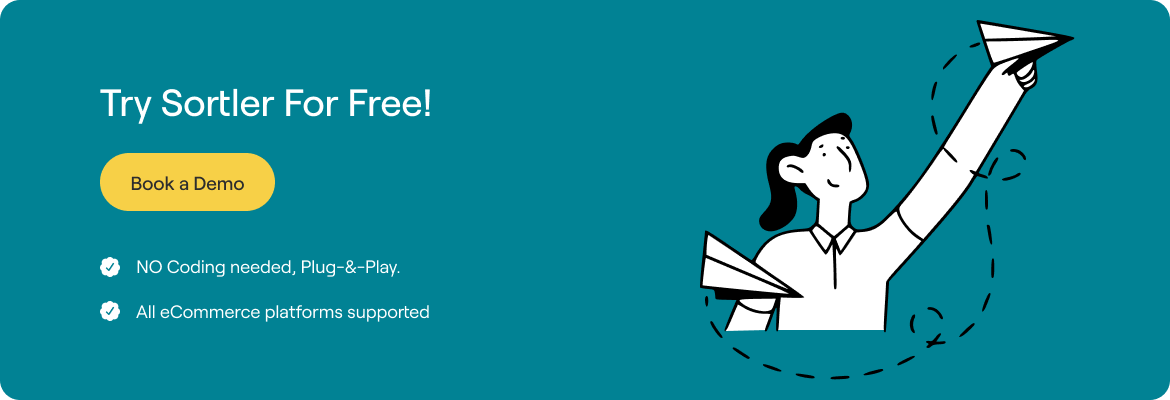 Try Sortler For Free!
Book a Demo
NO Coding needed, Plug-&-Play.
All eCommerce platforms supported